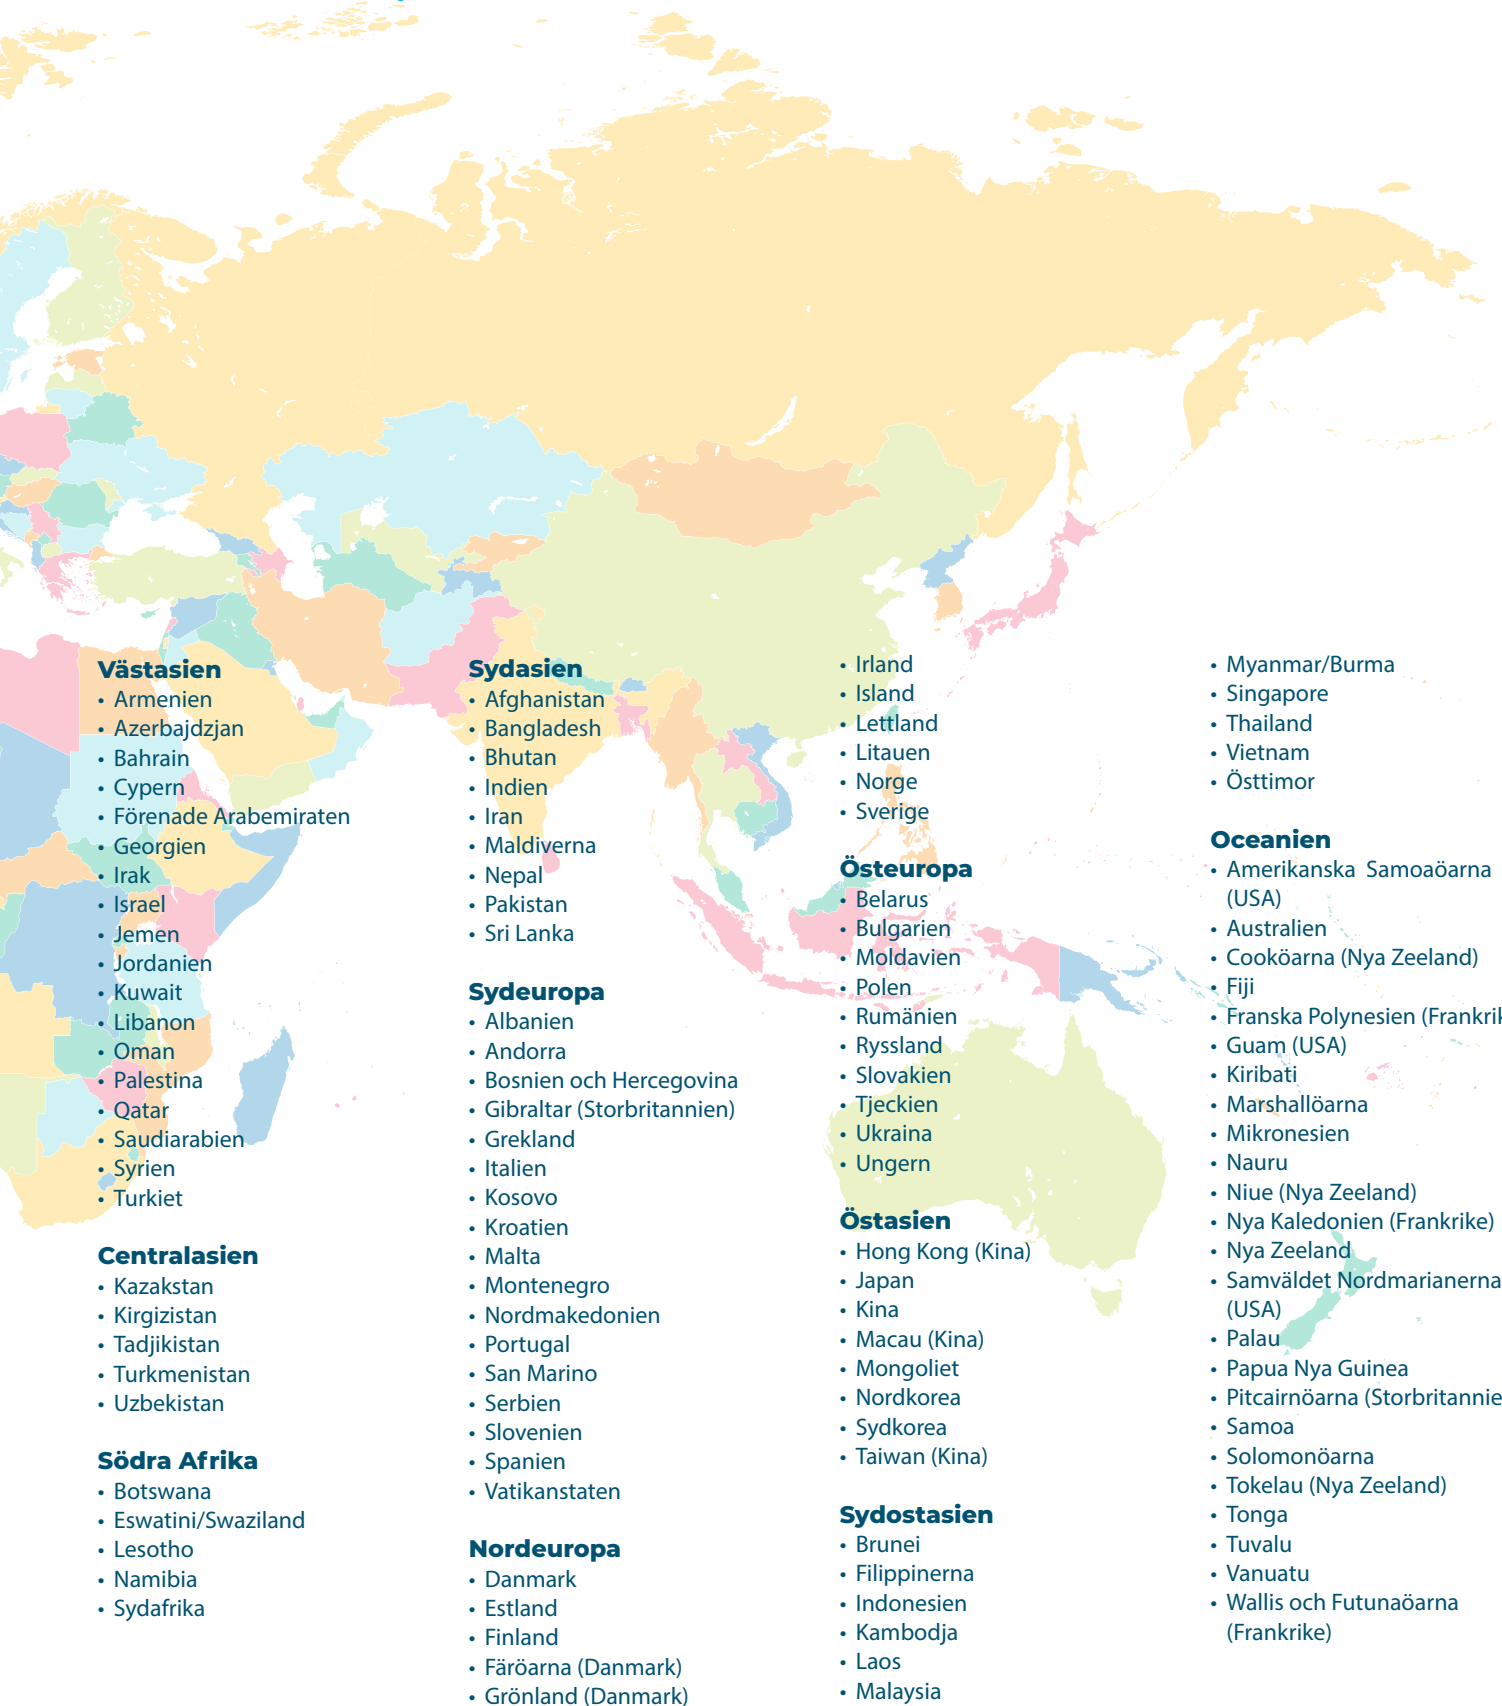 Västasien
• Armenien
• Azerbajdzjan
• Bahrain
• Cypern
• Förenade Arabemiraten
• Georgien
• Irak
• Israel
• Jemen
• Jordanien
• Kuwait
• Libanon
• Oman
• Palestina
• Qatar
• Saudiarabien
• Syrien
• Turkiet
Centralasien
• Kazakstan
• Kirgizistan
• Tadjikistan
• Turkmenistan
• Uzbekistan
Södra Afrika
• Botswana
• Eswatini/Swaziland
• Lesotho
• Namibia
• Sydafrika
Sydasien
• Afghanistan
• Bangladesh
• Bhutan
• Indien
• Iran
• Maldiverna
• Nepal
• Pakistan
• Sri Lanka
Sydeuropa
• Albanien
• Andorra
• Bosnien och Hercegovina
• Gibraltar (Storbritannien)
• Grekland
• Italien
• Kosovo
• Kroatien
• Malta
• Montenegro
• Nordmakedonien
• Portugal
• San Marino
• Serbien
• Slovenien
• Spanien
• Vatikanstaten
Nordeuropa
• Danmark
• Estland
• Finland
• Färöarna (Danmark)
• Grönland (Danmark)
• Irland
• Island
• Lettland
• Litauen
• Norge
• Sverige
Östeuropa
• Belarus
• Bulgarien
• Moldavien
• Polen
• Rumänien
• Ryssland
• Slovakien
• Tjeckien
• Ukraina
• Ungern
Östasien
• Hong Kong (Kina)
• Japan
• Kina
• Macau (Kina)
• Mongoliet
• Nordkorea
• Sydkorea
• Taiwan (Kina)
Sydostasien
• Brunei
• Filippinerna
• Indonesien
• Kambodja
• Laos
• Malaysia
• Myanmar/Burma
• Singapore
• Thailand
• Vietnam
• Östtimor
Oceanien
• Amerikanska Samoaöarna
(USA)
• Australien
• Cooköarna (Nya Zeeland)
• Fiji
• Franska Polynesien (Frankrik
• Guam (USA)
• Kiribati
• Marshallöarna
• Mikronesien
• Nauru
• Niue (Nya Zeeland)
• Nya Kaledonien (Frankrike)
• Nya Zeeland
• Samväldet Nordmarianerna
(USA)
• Palau
• Papua Nya Guinea
• Pitcairnöarna (Storbritannie
• Samoa
• Solomonöarna
• Tokelau (Nya Zeeland)
• Tonga
• Tuvalu
• Vanuatu
• Wallis och Futunaöarna
(Frankrike)